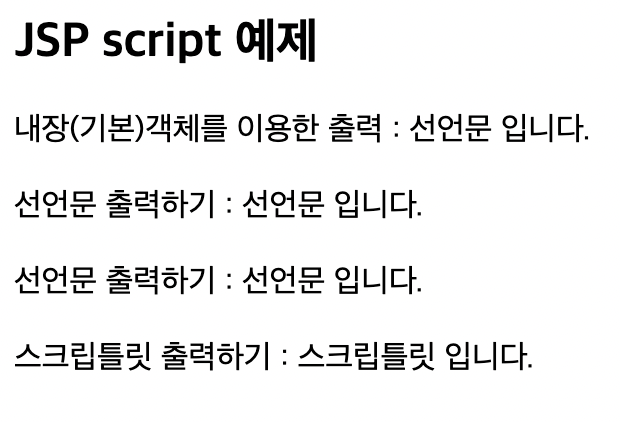 JSP script 예제
내장(기본)객체를 이용한 출력 : 선언문 입니다.
선언문 출력하기 : 선언문 입니다.
선언문 출력하기 : 선언문 입니다.
스크립틀릿 출력하기 : 스크립틀릿 입니다.